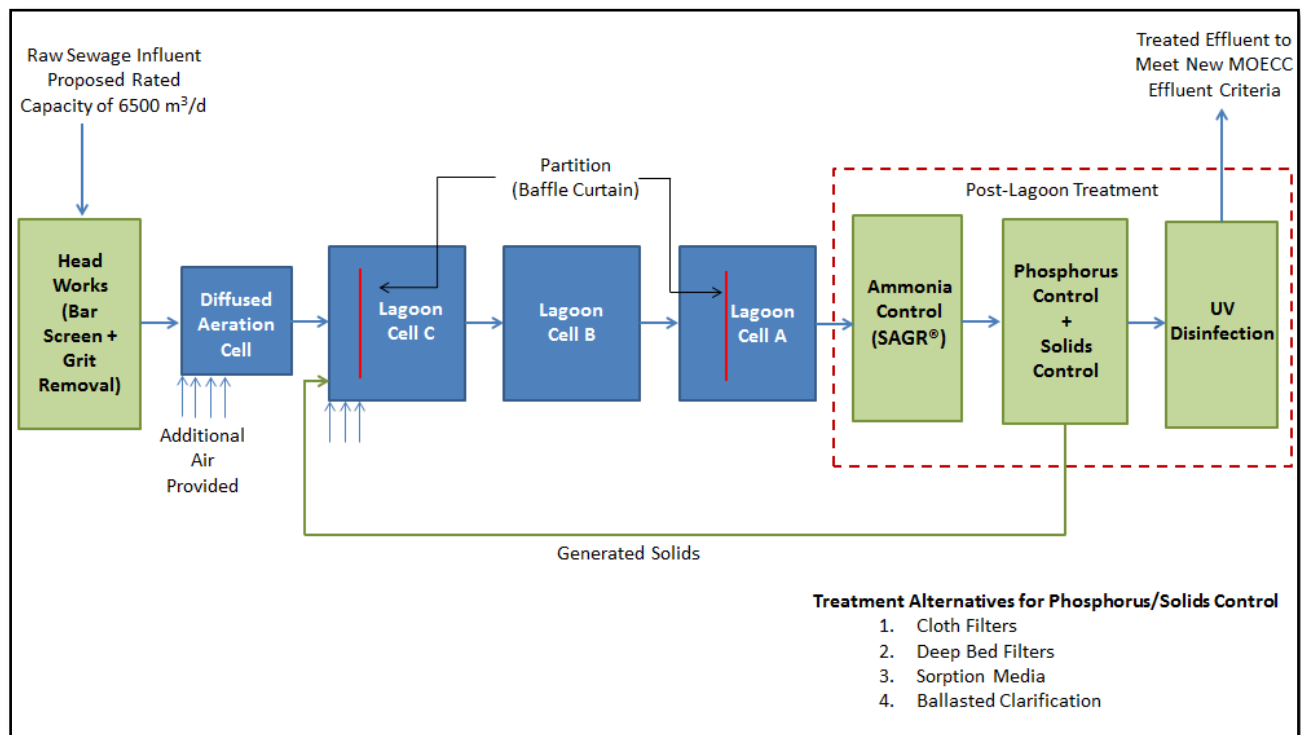 Raw Sewage Influent
Proposed Rated
Capacity of 6500 m³/d
Treated Effluent to
Meet New MOECC
Effluent Criteria
Partition
(Baffle Curtain)
Post-Lagoon Treatment
Head
Works
(Bar
Screen +
Grit
Removal)
Diffused
Aeration
Cell
Lagoon
Cell C
Lagoon
Cell B
Lagoon
Cell A
Ammonia
Control
(SAGR®)
Phosphorus
Control
+
Solids
Control
UV
Disinfection
Additional
Air
Provided
Generated Solids
Treatment Alternatives for Phosphorus/Solids Control
1. Cloth Filters
2. Deep Bed Filters
3. Sorption Media
4. Ballasted Clarification